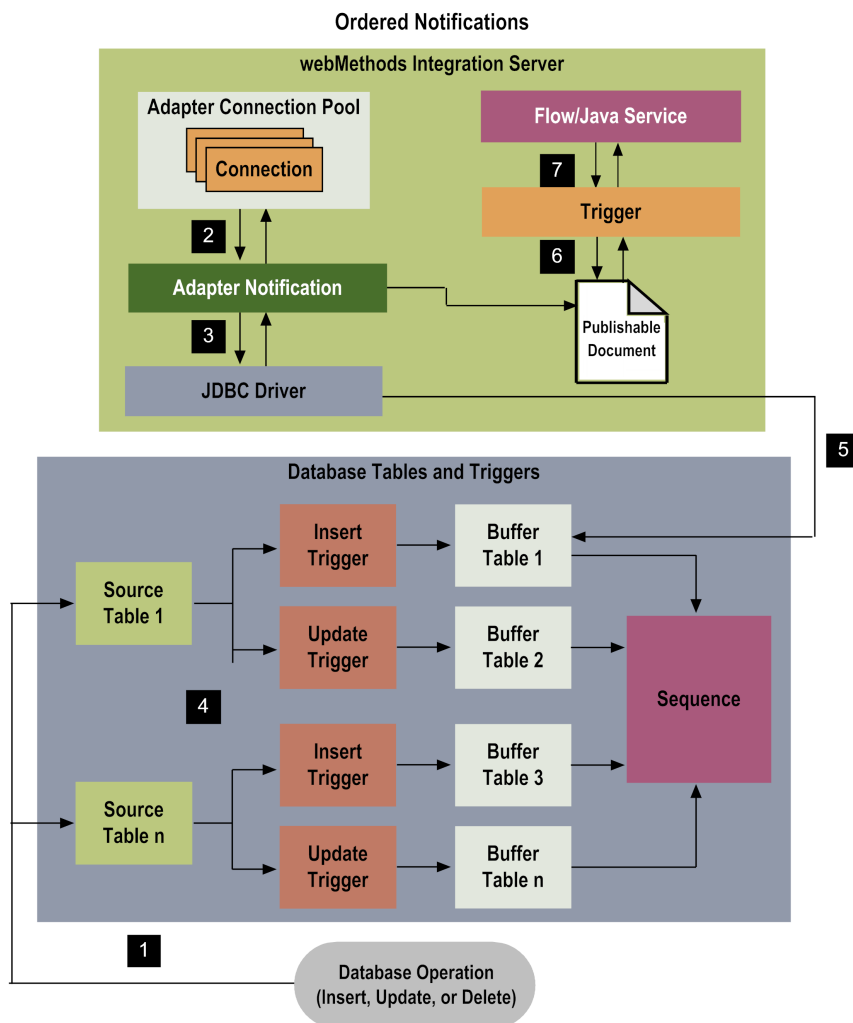 Ordered Notifications
webMethods Integration Server
Adapter Connection Pool
Connection
Flow/Java Service
7
Trigger
2
6
Adapter Notification
Publishable
Document
3
JDBC Driver
5
Database Tables and Triggers
Insert
Trigger
Buffer
Table 1
Source
Table 1
Update
Trigger
Buffer
Table 2
Sequence
4
Insert
Trigger
Buffer
Table 3
Source
Table n
Update
Trigger
Buffer
Table n
1
Database Operation
(Insert, Update, or Delete)